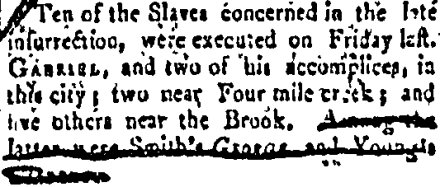 Ten of the Slaves concerned in the late
insurrection, were executed on Friday last.
GABRIEL, and two of his accomplices, in
this city; two near Four mile creek; and
five others near the Brook. Among the
latter were Smith's George and Young's